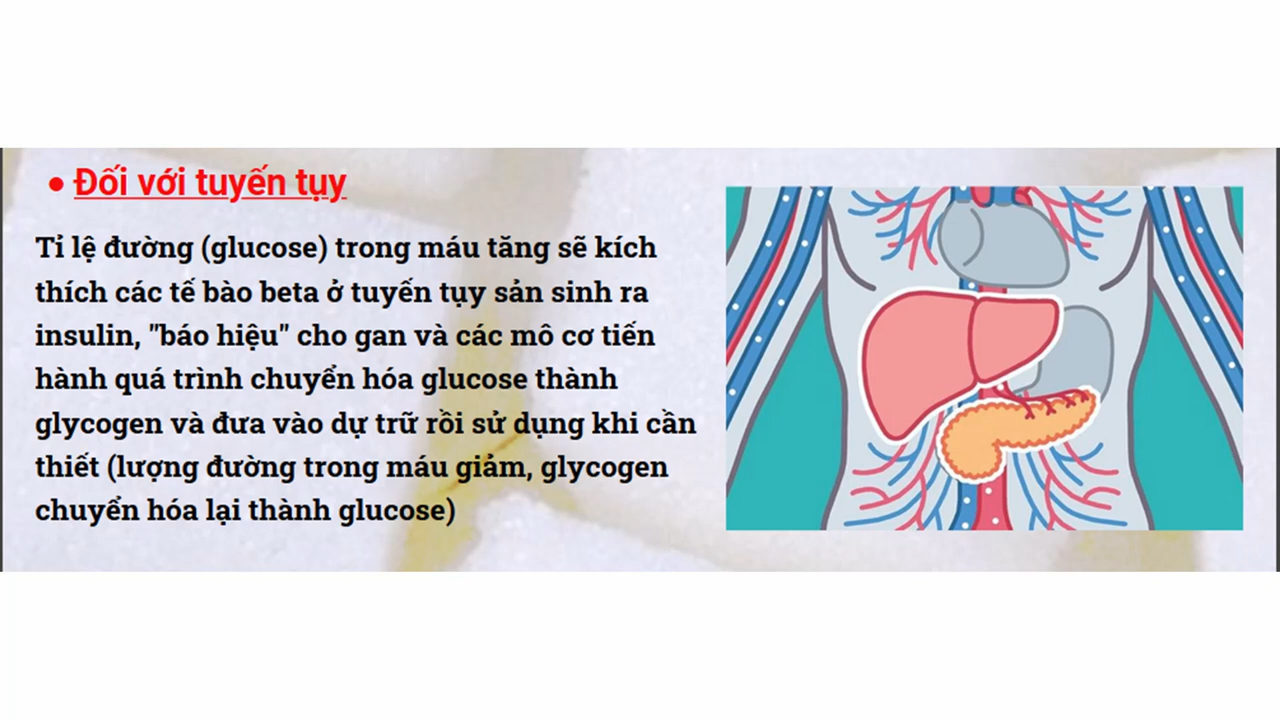 ● Đối với tuyến tụy
Tỉ lệ đường (glucose) trong máu tăng sẽ kích
thích các tế bào beta ở tuyến tụy sản sinh ra
insulin, "báo hiệu" cho gan và các mô cơ tiến
hành quá trình chuyển hóa glucose thành
glycogen và đưa vào dự trữ rồi sử dụng khi cần
thiết (lượng đường trong máu giảm, glycogen
chuyển hóa lại thành glucose)